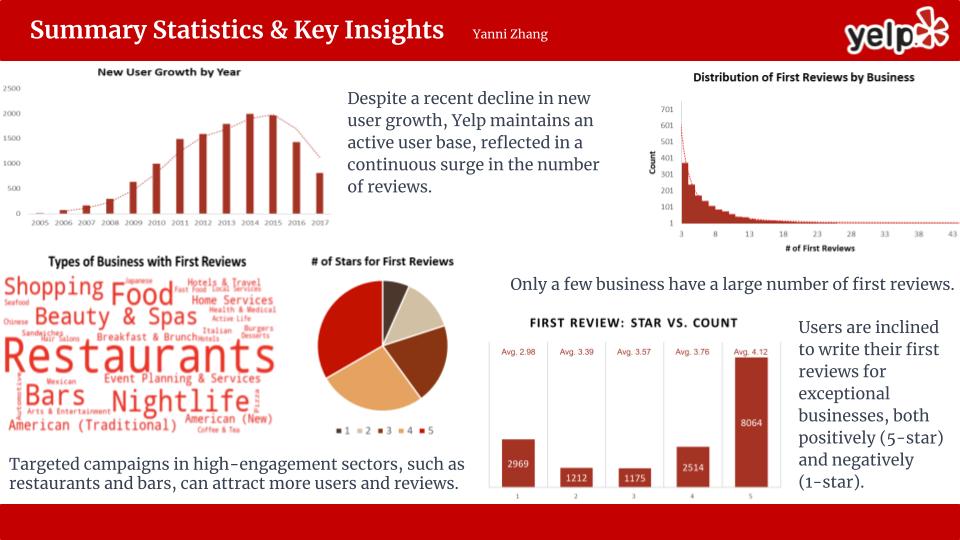 Summary Statistics & Key Insights
Yanni Zhang
yelp
New User Growth by Year
2500
2000
1500
1000
500
0
2005 2006 2007 2008 2009 2010 2011 2012 2013 2014 2015 2016 2017
Despite a recent decline in new
user growth, Yelp maintains an
active user base, reflected in a
continuous surge in the number
of reviews.
Distribution of First Reviews by Business
Count
701
601
501
401
301
201
101
1
3 8 13 18 23 28 33 38 43
# of First Reviews
Only a few business have a large number of first reviews.
Types of Business with First Reviews
Shopping
Japanese
Hotels & Travel
Seafood
Food
Fast Food
Local Services
Home Services
Health & Medical
Chinese
Beauty & Spas
Active Life
Sandwiches
Hair Salons
Breakfast & Brunch
Hotels
Italian
Burgers
Desserts
Restaurants
Automotive
Mexican
Event Planning & Services
Bars
Nightlife
Pizza
Arts & Entertainment
American (Traditional)
American (New)
Coffee & Tea
# of Stars for First Reviews
1 2 3 4 5
Targeted campaigns in high-engagement sectors, such as
restaurants and bars, can attract more users and reviews.
FIRST REVIEW: STAR VS. COUNT
Avg. 2.98 Avg. 3.39 Avg. 3.57 Avg. 3.76 Avg. 4.12
2969 1212 1175 2514 8064
1 2 3 4 5
Users are inclined
to write their first
reviews for
exceptional
businesses, both
positively (5-star)
and negatively
(1-star).